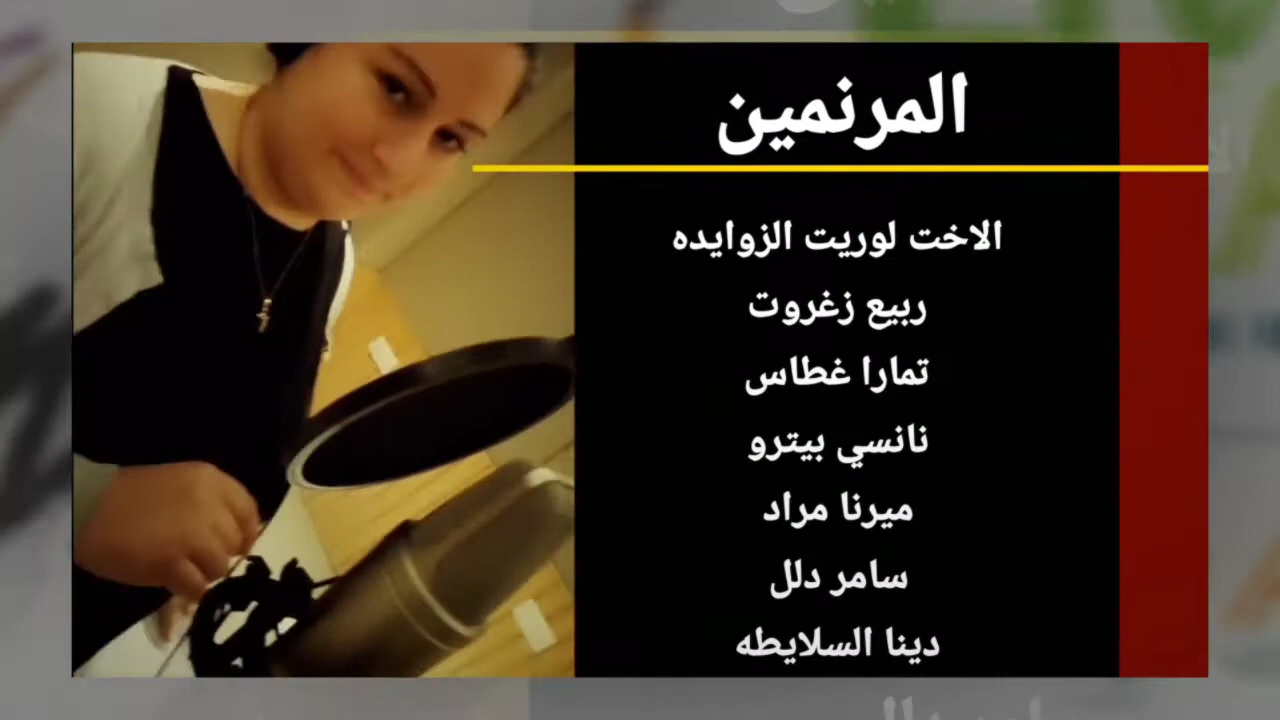 المرنمين
الاخت لوريت الزوايده
ربيع زغروت
تمارا غطاس
نانسي بيترو
ميرنا مراد
سامر دلل
دينا السلايطه